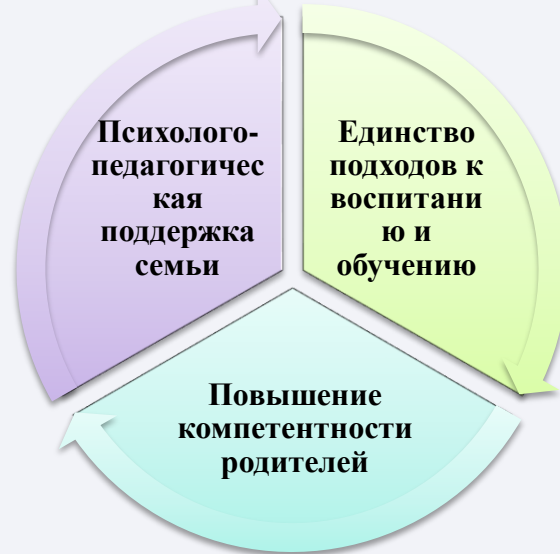 Психолого-
педагогичес
кая
поддержка
семьи
Единство
подходов к
воспитани
ю и
обучению
Повышение
компетентности
родителей